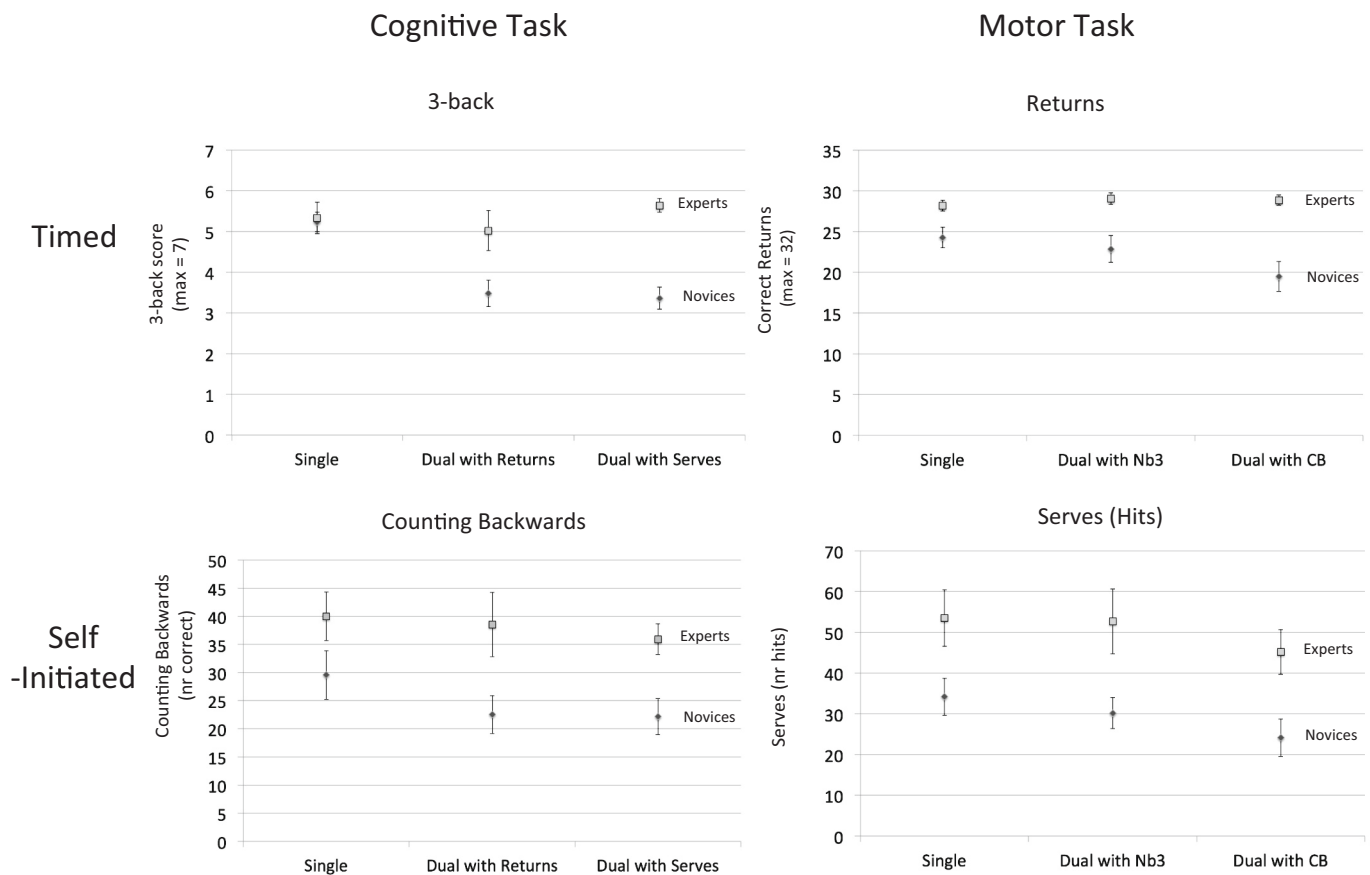 Cognitive Task
Motor Task
Timed
3-back
3-back score
(max = 7)
7
6
5
4
3
2
1
0
Experts
Novices
Single
Dual with Returns
Dual with Serves
Returns
Correct Returns
(max = 32)
35
30
25
20
15
10
5
0
Experts
Novices
Single
Dual with Nb3
Dual with CB
Self
-Initiated
Counting Backwards
Counting Backwards
(nr correct)
50
45
40
35
30
25
20
15
10
5
0
Experts
Novices
Single
Dual with Returns
Dual with Serves
Serves (Hits)
Serves (nr hits)
70
60
50
40
30
20
10
0
Experts
Novices
Single
Dual with Nb3
Dual with CB